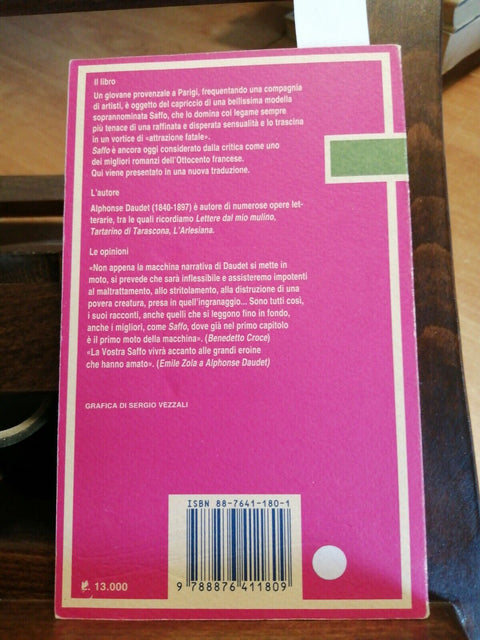 Il libro
Un giovane provenzale a Parigi, frequentando una compagnia
di artisti, è oggetto del capriccio di una bellissima modella
soprannominata Saffo, che lo domina col legame sempre
più tenace di una raffinata e disperata sensualità e lo trascina
in un vortice di «attrazione fatale».
Saffo è ancora oggi considerato dalla critica come uno
dei migliori romanzi dell'Ottocento francese.
Qui viene presentato in una nuova traduzione.
L'autore
Alphonse Daudet (1840-1897) è autore di numerose opere let-
terarie, tra le quali ricordiamo Lettere dal mio mulino,
Tartarino di Tarascona, L'Arlesiana.
Le opinioni
«Non appena la macchina narrativa di Daudet si mette in
moto, si prevede che sarà inflessibile e assisteremo impotenti
al maltrattamento, allo stritolamento, alla distruzione di una
povera creatura, presa in quell'ingranaggio... Sono tutti così,
i suoi racconti, anche quelli che si leggono fino in fondo,
anche i migliori, come Saffo, dove già nel primo capitolo
è il primo moto della macchina». (Benedetto Croce)
«La Vostra Saffo vivrà accanto alle grandi eroine
che hanno amato». (Emile Zola a Alphonse Daudet)
GRAFICA DI SERGIO VEZZALI
ISBN 88-7641-180-1
9 788876 411809
£. 13.000